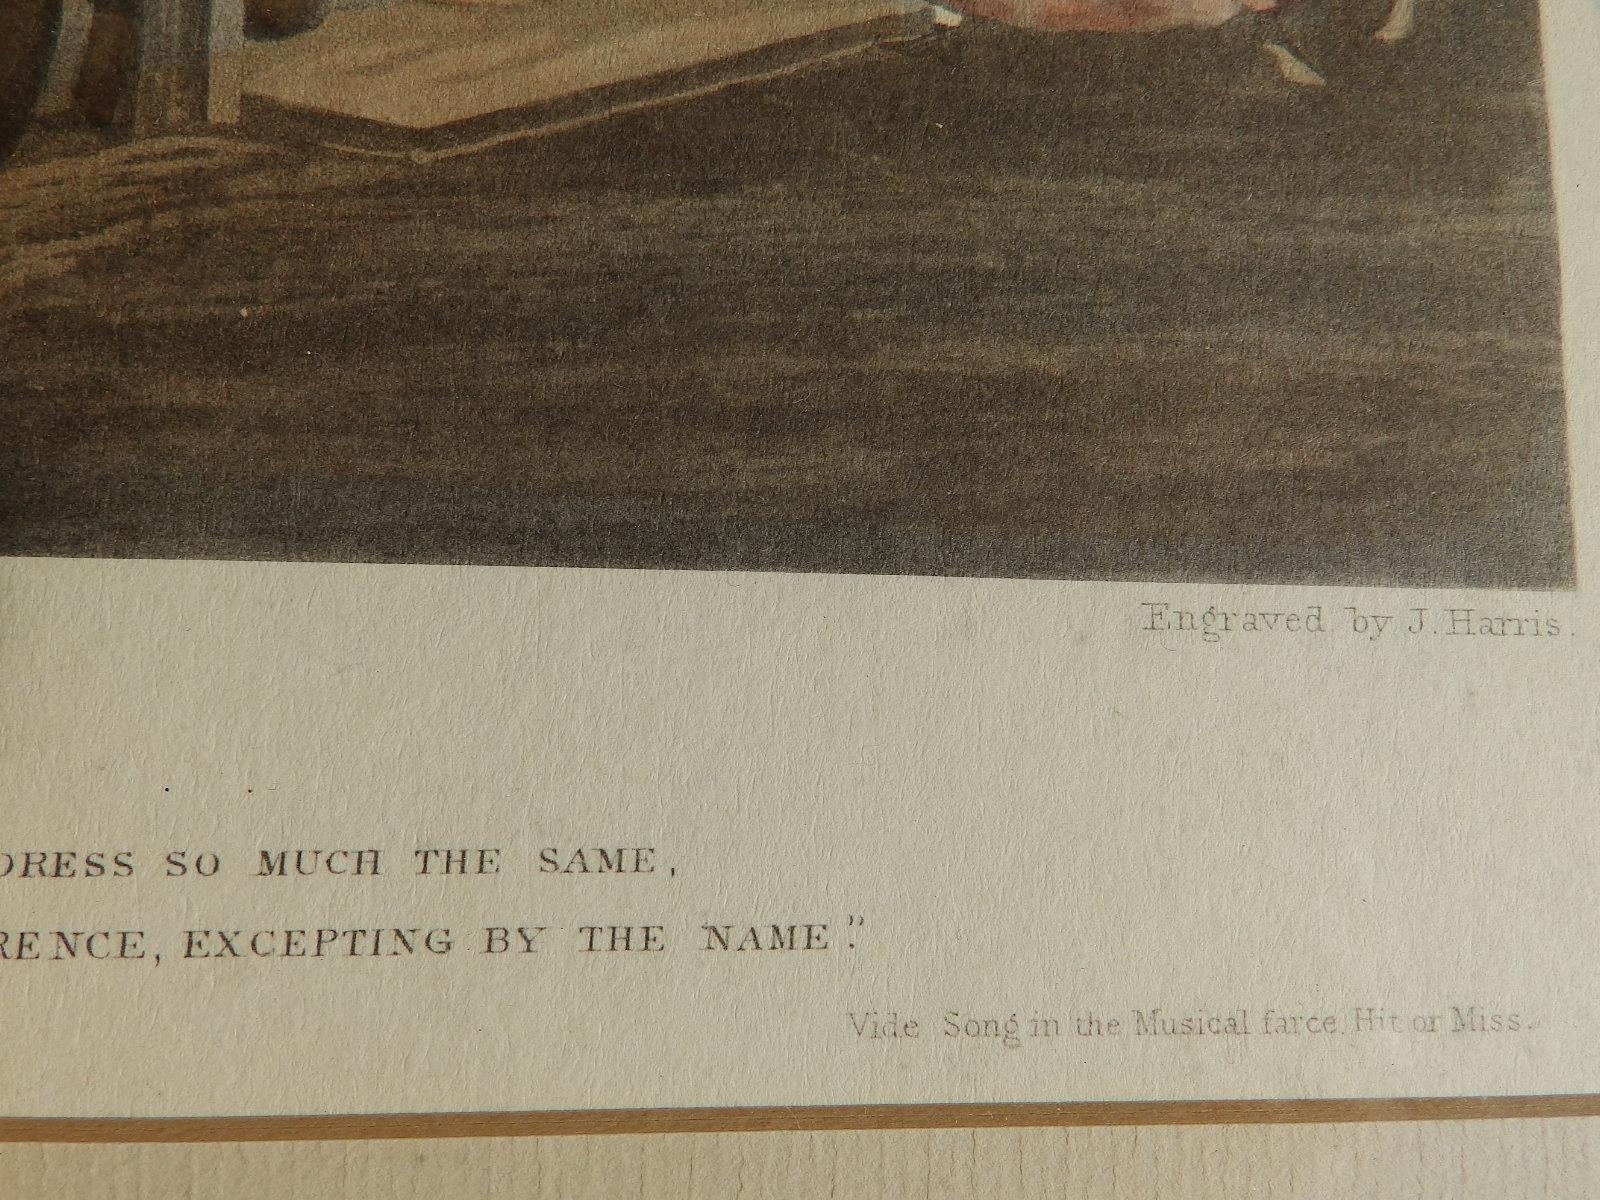 Engraved by J. Harris.
DRESS SO MUCH THE SAME,
RENCE, EXCEPTING BY THE NAME."
Vide Song in the Musical farce, Hit or Miss.